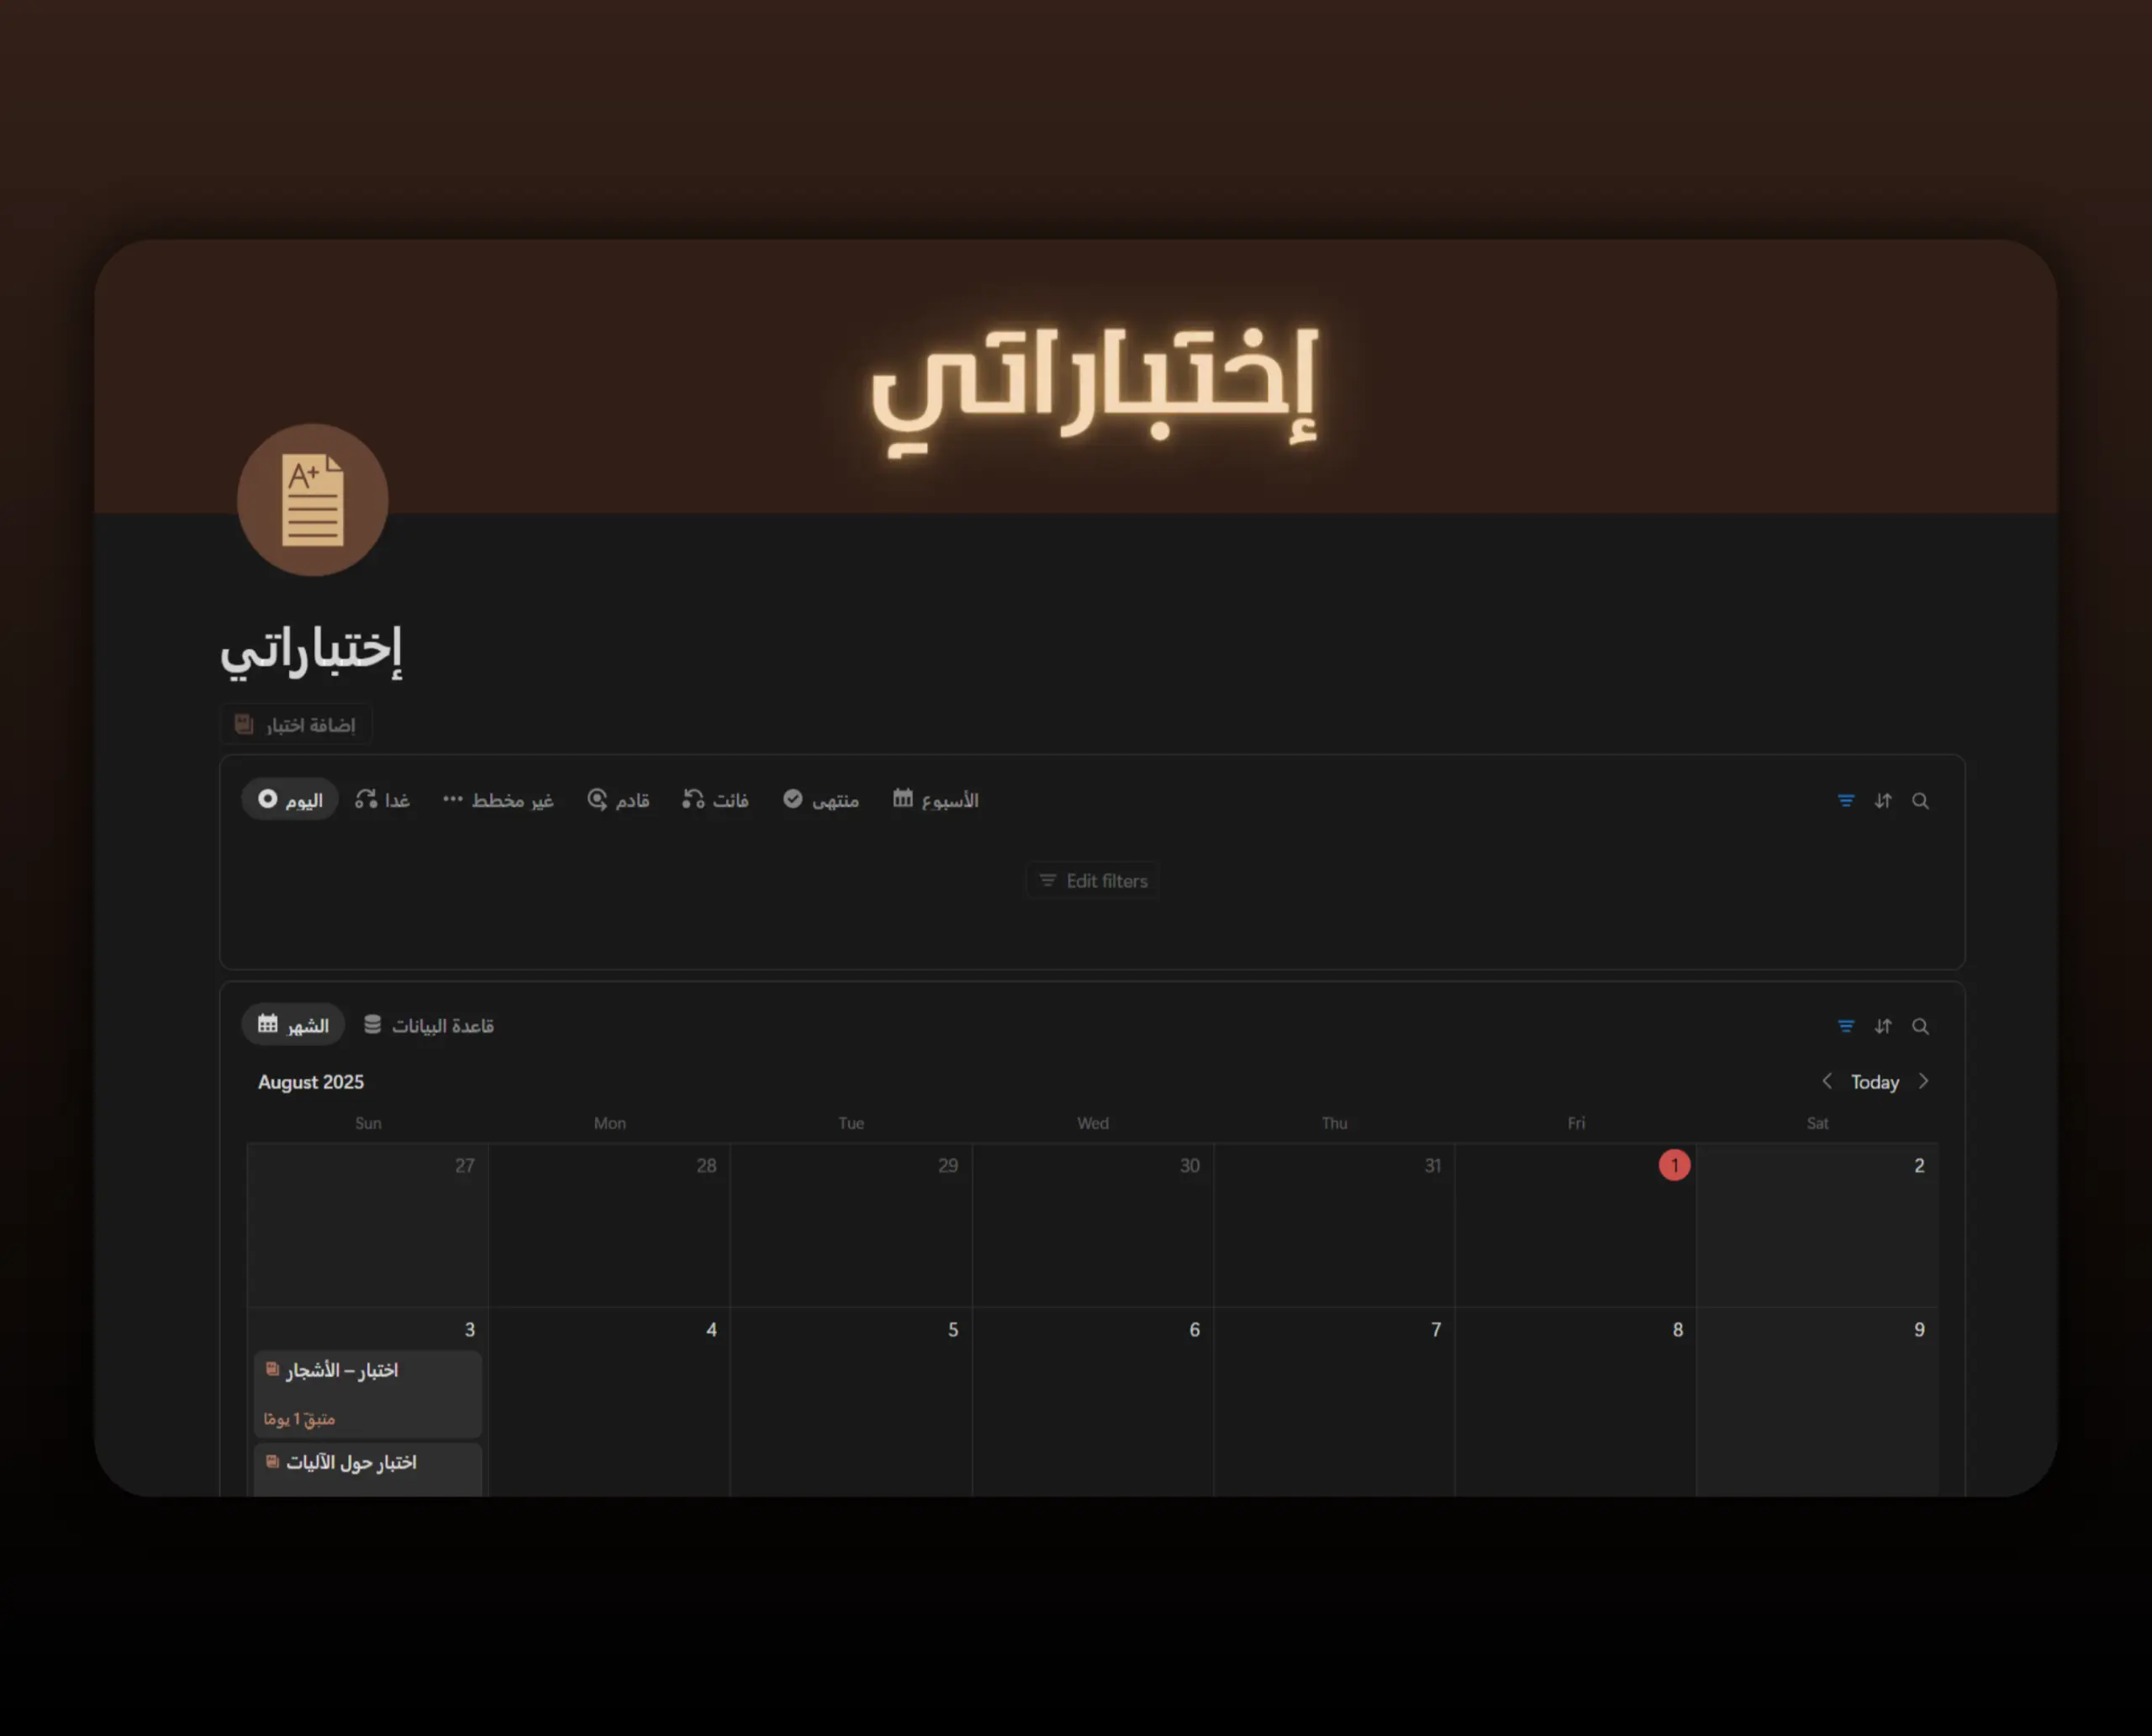 إختباراتي
A+
إختباراتي
إضافة اختبار
اليوم غدا غير مخطط قادم فائت منتهي الأسبوع
Edit filters
الشهر قاعدة البيانات
August 2025 Today
Sun Mon Tue Wed Thu Fri Sat
27 28 29 30 31 1 2
3 4 5 6 7 8 9
اختبار – الأشجار
متبقّ 1 يومًا
اختبار حول الآليات